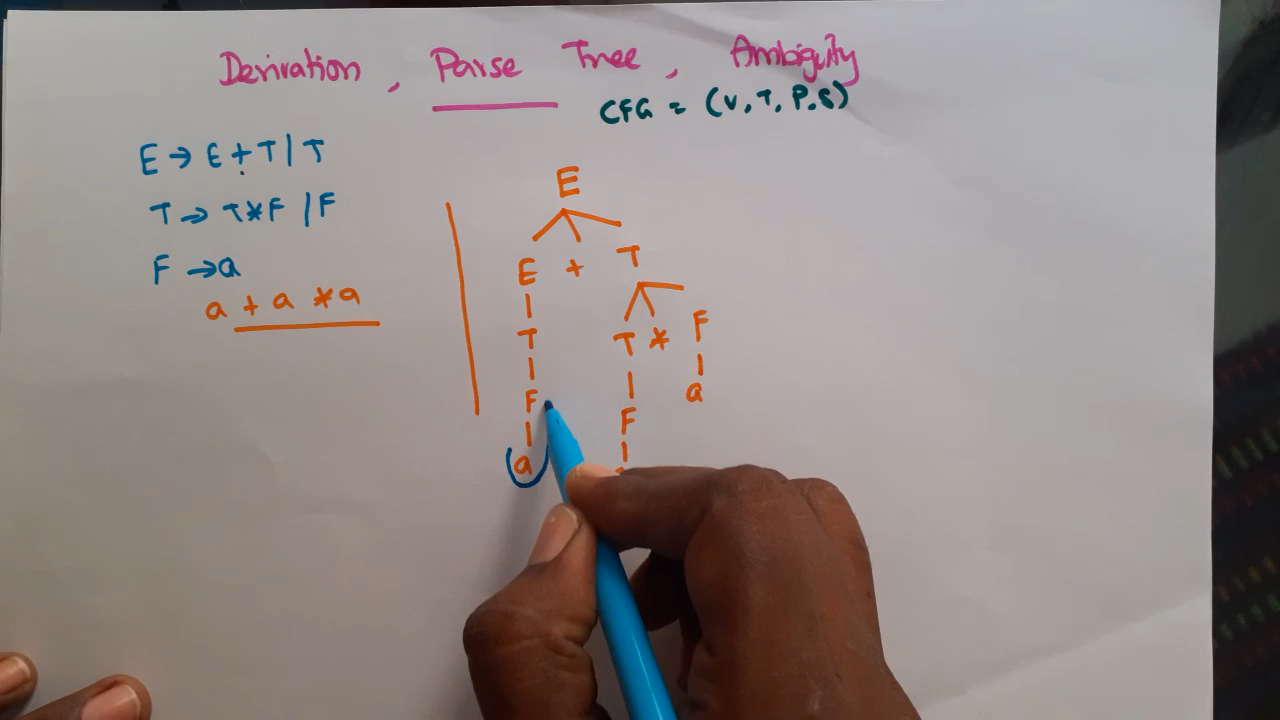 Derivation, Parse Tree, Ambiguity
CFG = (V, T, P, S)
E → E + T | T
T → T * F | F
F → a
a + a * a
E
E + T
T T * F
F F a
a